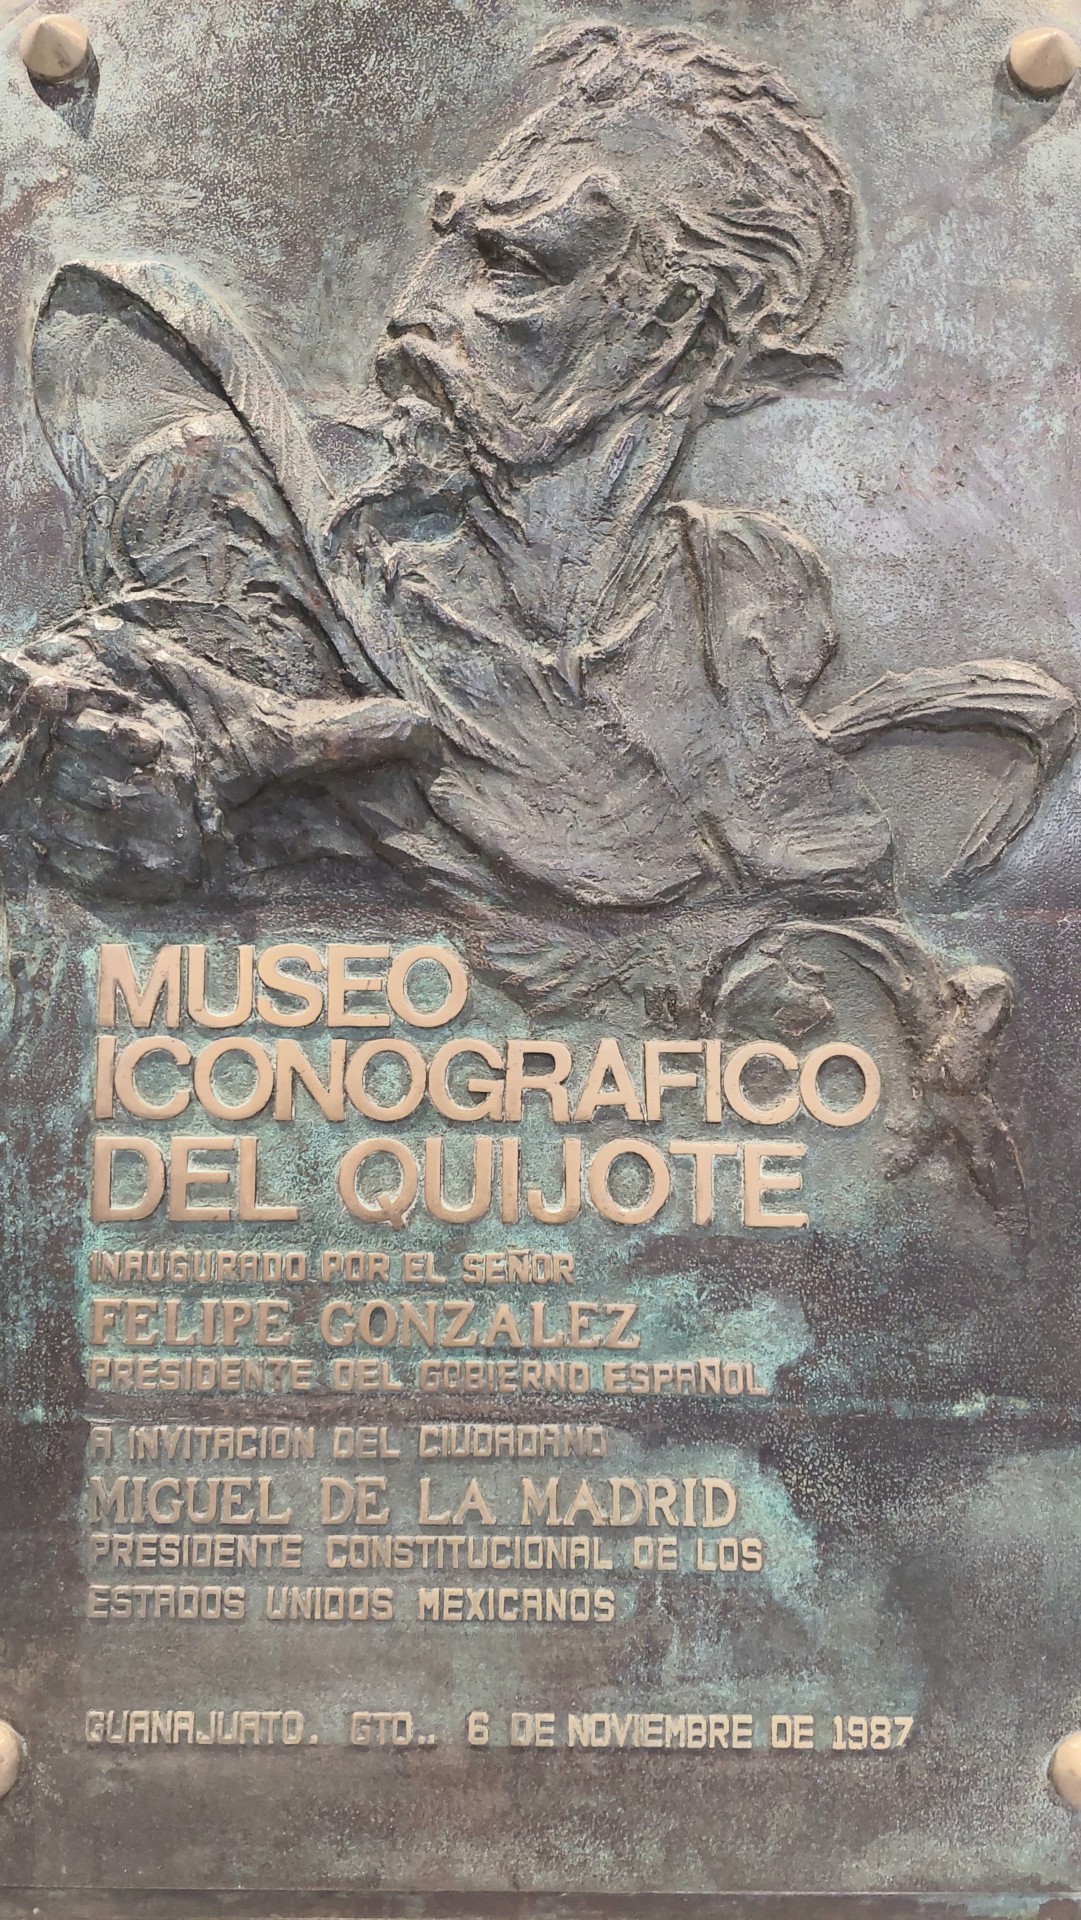 MUSEO
ICONOGRAFICO
DEL QUIJOTE
INAUGURADO POR EL SEÑOR
FELIPE GONZALEZ
PRESIDENTE DEL GOBIERNO ESPAÑOL
A INVITACION DEL CIUDADANO
MIGUEL DE LA MADRID
PRESIDENTE CONSTITUCIONAL DE LOS
ESTADOS UNIDOS MEXICANOS
GUANAJUATO. GTO.. 6 DE NOVIEMBRE DE 1987